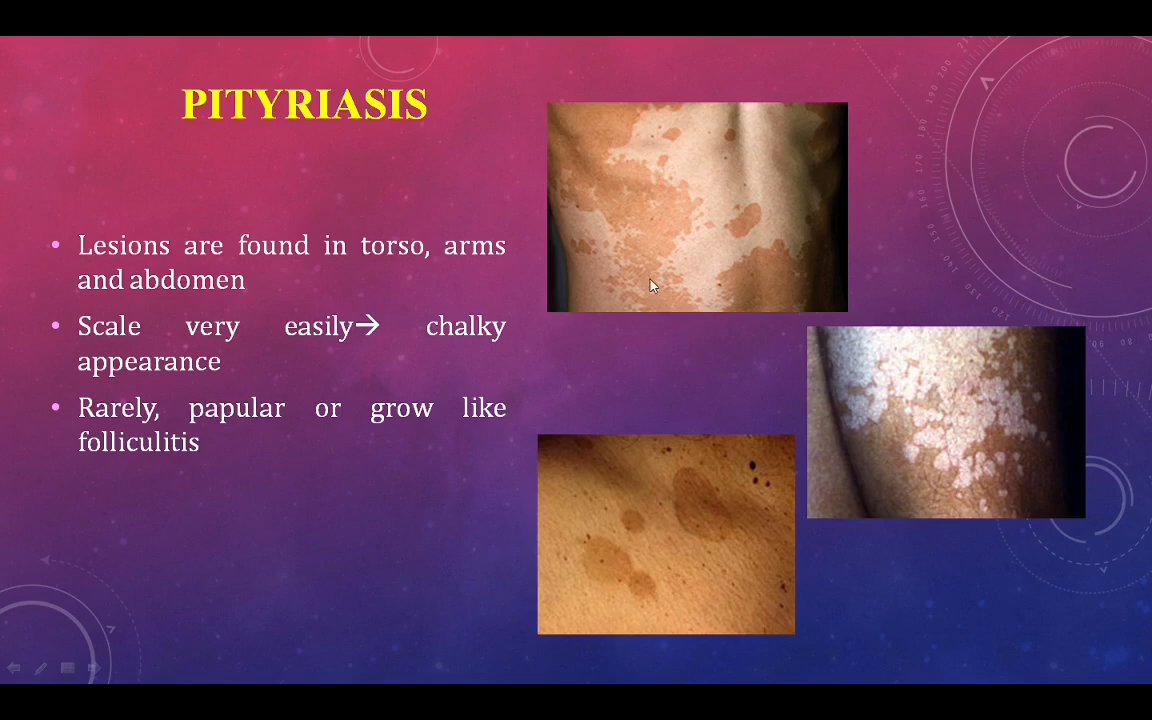 PITYRIASIS
• Lesions are found in torso, arms
and abdomen
• Scale very easily→ chalky
appearance
• Rarely, papular or grow like
folliculitis